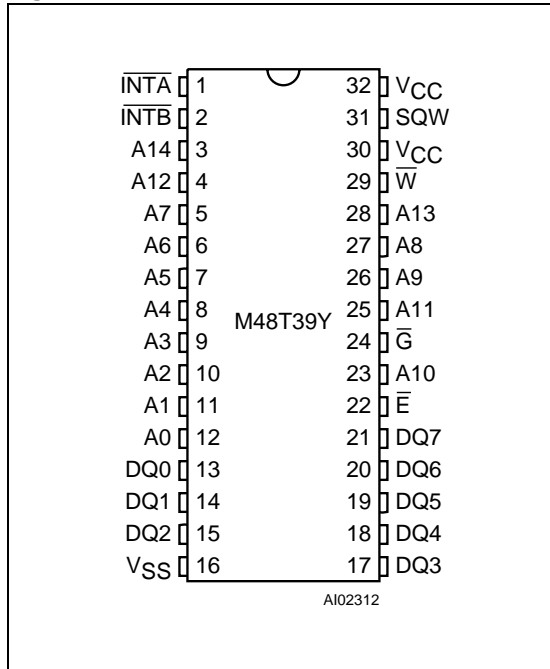 INTA 1 32 VCC
INTB 2 31 SQW
A14 3 30 VCC
A12 4 29 W
A7 5 28 A13
A6 6 27 A8
A5 7 26 A9
A4 8 25 A11
M48T39Y
A3 9 24 G
A2 10 23 A10
A1 11 22 E
A0 12 21 DQ7
DQ0 13 20 DQ6
DQ1 14 19 DQ5
DQ2 15 18 DQ4
VSS 16 17 DQ3
AI02312